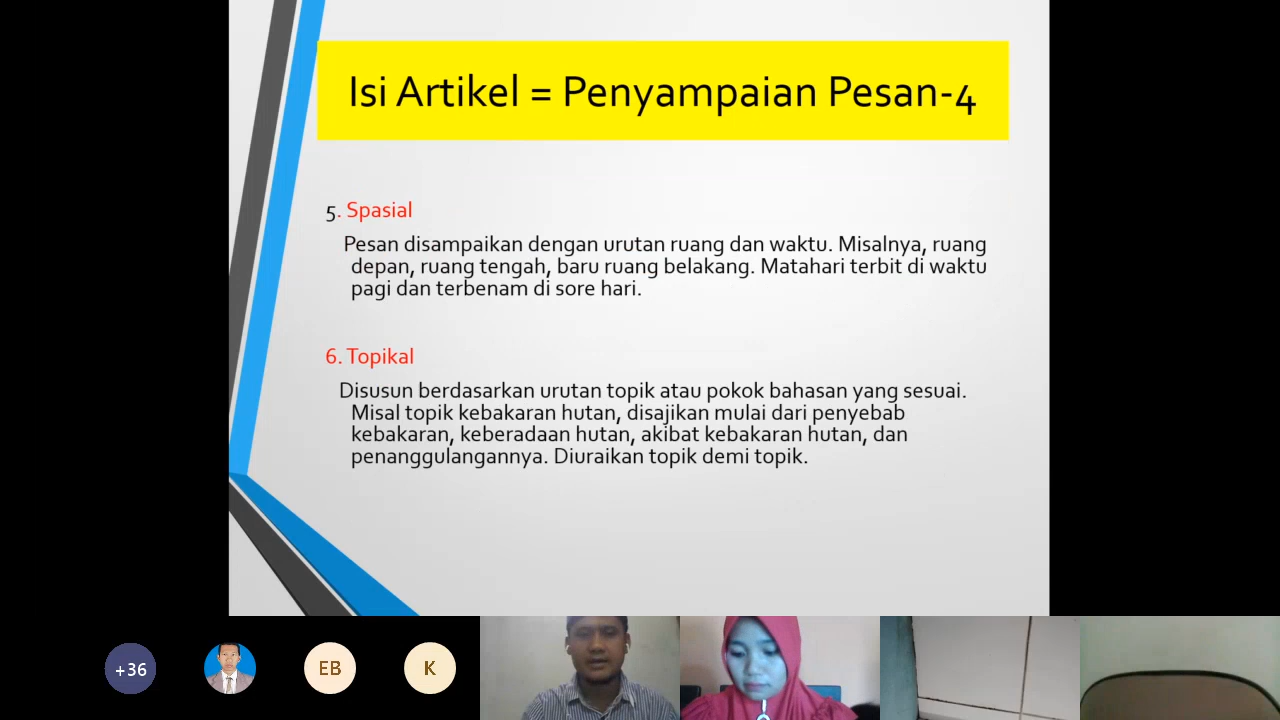 Isi Artikel = Penyampaian Pesan-4
5. Spasial
Pesan disampaikan dengan urutan ruang dan waktu. Misalnya, ruang
depan, ruang tengah, baru ruang belakang. Matahari terbit di waktu
pagi dan terbenam di sore hari.
6. Topikal
Disusun berdasarkan urutan topik atau pokok bahasan yang sesuai.
Misal topik kebakaran hutan, disajikan mulai dari penyebab
kebakaran, keberadaan hutan, akibat kebakaran hutan, dan
penanggulangannya. Diuraikan topik demi topik.
+36 EB K